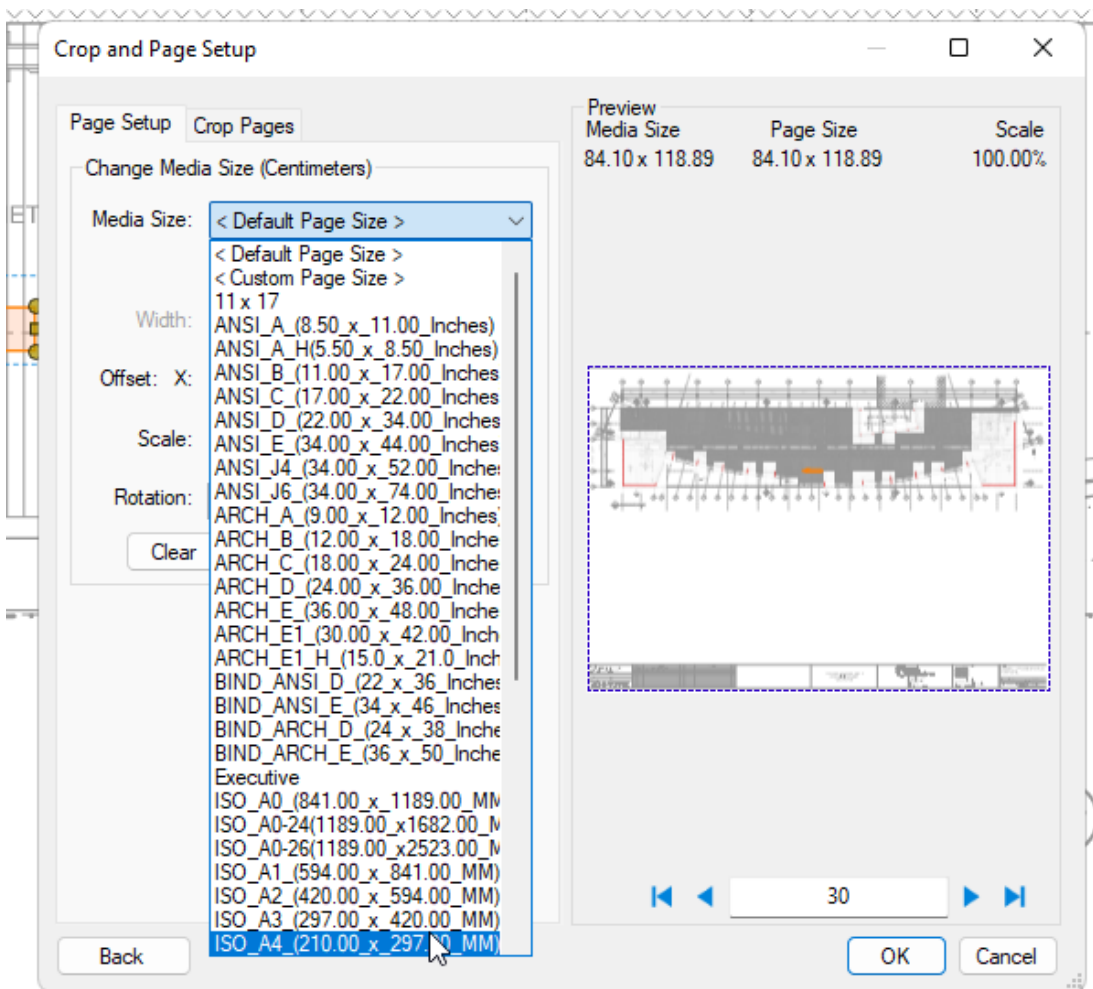 Crop and Page Setup
Page Setup
Crop Pages
Change Media Size (Centimeters)
Media Size:
< Default Page Size >
< Default Page Size >
< Custom Page Size >
11 x 17
ANSI_A_(8.50_x_11.00_Inches)
ANSI_A_H(5.50_x_8.50_Inches)
ANSI_B_(11.00_x_17.00_Inches
ANSI_C_(17.00_x_22.00_Inches
ANSI_D_(22.00_x_34.00_Inches
ANSI_E_(34.00_x_44.00_Inches
ANSI_J4_(34.00_x_52.00_Inche
ANSI_J6_(34.00_x_74.00_Inche
ARCH_A_(9.00_x_12.00_Inches)
ARCH_B_(12.00_x_18.00_Inche
ARCH_C_(18.00_x_24.00_Inche
ARCH_D_(24.00_x_36.00_Inche
ARCH_E_(36.00_x_48.00_Inche
ARCH_E1_(30.00_x_42.00_Inch
ARCH_E1_H_(15.0_x_21.0_Inch
BIND_ANSI_D_(22_x_36_Inches
BIND_ANSI_E_(34_x_46_Inches
BIND_ARCH_D_(24_x_38_Inche
BIND_ARCH_E_(36_x_50_Inche
Executive
ISO_A0_(841.00_x_1189.00_MM
ISO_A0-24(1189.00_x1682.00_M
ISO_A0-26(1189.00_x2523.00_M
ISO_A1_(594.00_x_841.00_MM)
ISO_A2_(420.00_x_594.00_MM)
ISO_A3_(297.00_x_420.00_MM)
ISO_A4_(210.00_x_297.00_MM)
Width:
Offset: X:
Scale:
Rotation:
Clear
Preview
Media Size Page Size Scale
84.10 x 118.89 84.10 x 118.89 100.00%
30
Back
OK
Cancel
ET